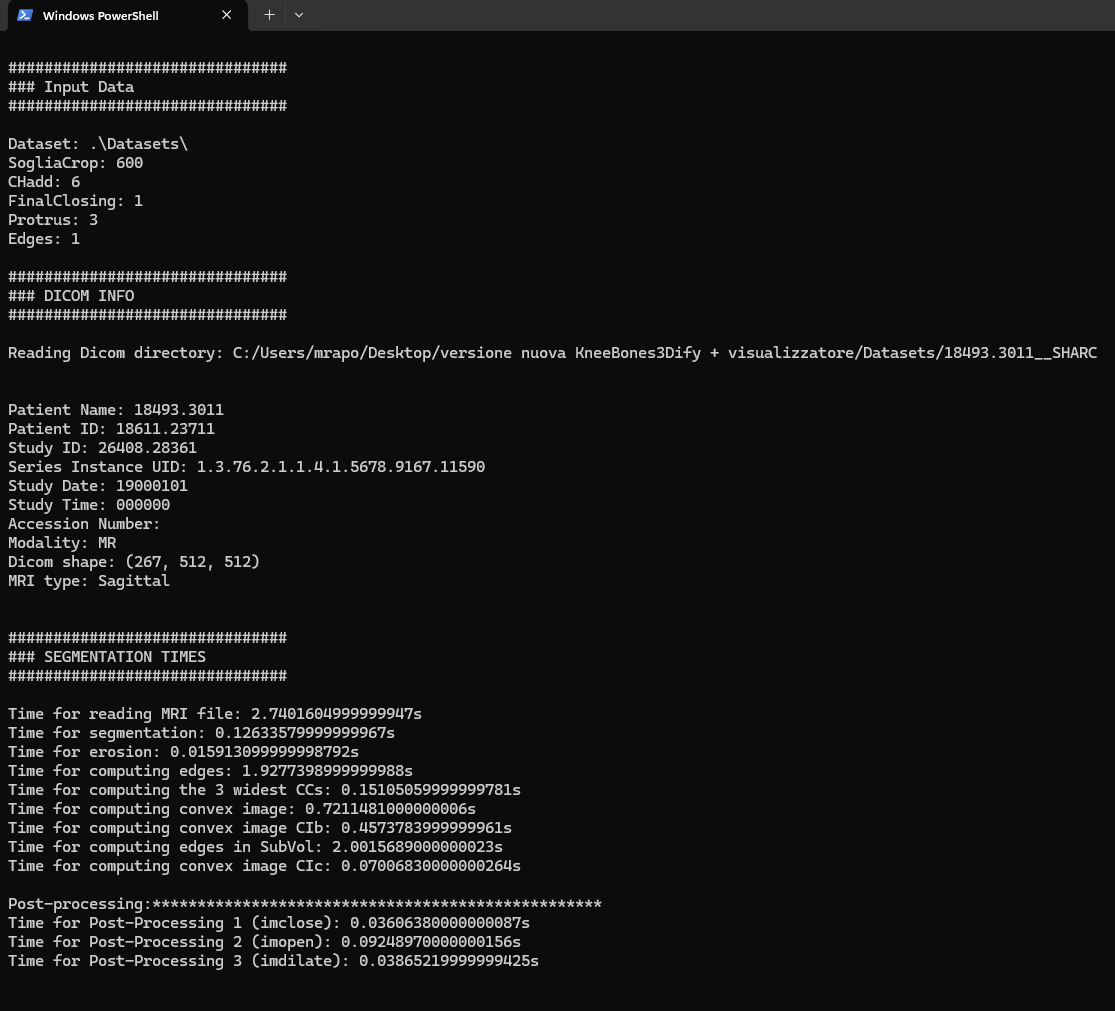 Windows PowerShell
###############################
### Input Data
###############################
Dataset: .\Datasets\
SogliaCrop: 600
CHadd: 6
FinalClosing: 1
Protrus: 3
Edges: 1
###############################
### DICOM INFO
###############################
Reading Dicom directory: C:/Users/mrapo/Desktop/versione nuova KneeBones3Dify + visualizzatore/Datasets/18493.3011__SHARC
Patient Name: 18493.3011
Patient ID: 18611.23711
Study ID: 26408.28361
Series Instance UID: 1.3.76.2.1.1.4.1.5678.9167.11590
Study Date: 19000101
Study Time: 000000
Accession Number:
Modality: MR
Dicom shape: (267, 512, 512)
MRI type: Sagittal
###############################
### SEGMENTATION TIMES
###############################
Time for reading MRI file: 2.7401604999999947s
Time for segmentation: 0.12633579999999967s
Time for erosion: 0.015913099999998792s
Time for computing edges: 1.9277398999999988s
Time for computing the 3 widest CCs: 0.15105059999999781s
Time for computing convex image: 0.7211481000000006s
Time for computing convex image CIb: 0.4573783999999961s
Time for computing edges in SubVol: 2.0015689000000023s
Time for computing convex image CIc: 0.0700683000000264s
Post-processing:**************************************************
Time for Post-Processing 1 (imclose): 0.03606380000000087s
Time for Post-Processing 2 (imopen): 0.09248970000000156s
Time for Post-Processing 3 (imdilate): 0.03865219999999425s